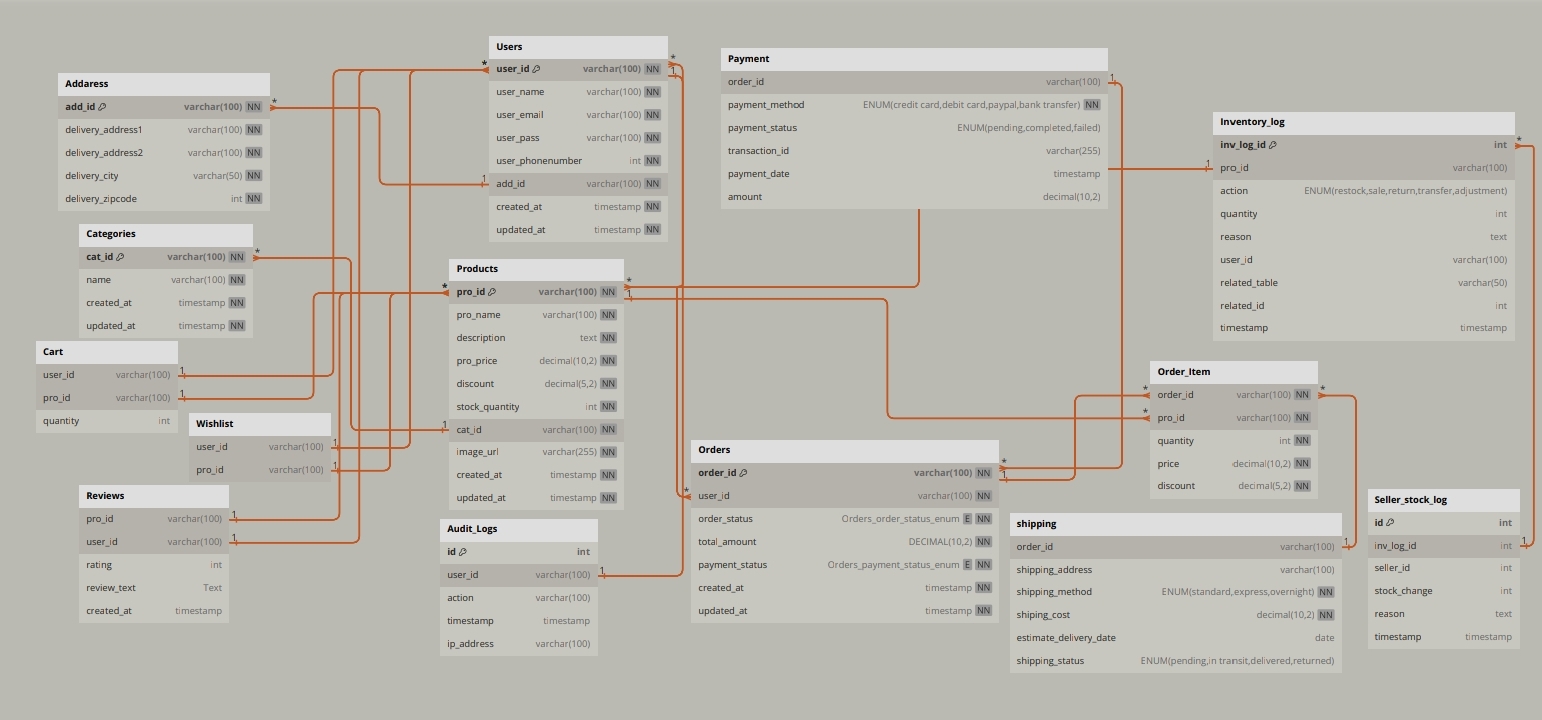 Addaress
add_id varchar(100) NN
delivery_address1 varchar(100) NN
delivery_address2 varchar(100) NN
delivery_city varchar(50) NN
delivery_zipcode int NN
Categories
cat_id varchar(100) NN
name varchar(100) NN
created_at timestamp NN
updated_at timestamp NN
Cart
user_id varchar(100)
pro_id varchar(100)
quantity int
Wishlist
user_id varchar(100)
pro_id varchar(100)
Reviews
pro_id varchar(100)
user_id varchar(100)
rating int
review_text Text
created_at timestamp
Users
user_id varchar(100) NN
user_name varchar(100) NN
user_email varchar(100) NN
user_pass varchar(100) NN
user_phonenumber int NN
add_id varchar(100) NN
created_at timestamp NN
updated_at timestamp NN
Products
pro_id varchar(100) NN
pro_name varchar(100) NN
description text NN
pro_price decimal(10,2) NN
discount decimal(5,2) NN
stock_quantity int NN
cat_id varchar(100) NN
image_url varchar(255) NN
created_at timestamp NN
updated_at timestamp NN
Audit_Logs
id int
user_id varchar(100)
action varchar(100)
timestamp timestamp
ip_address varchar(100)
Payment
order_id varchar(100)
payment_method ENUM(credit card,debit card,paypal,bank transfer) NN
payment_status ENUM(pending,completed,failed)
transaction_id varchar(255)
payment_date timestamp
amount decimal(10,2)
Orders
order_id varchar(100) NN
user_id varchar(100) NN
order_status Orders_order_status_enum E NN
total_amount DECIMAL(10,2) NN
payment_status Orders_payment_status_enum E NN
created_at timestamp NN
updated_at timestamp NN
Inventory_log
inv_log_id int
pro_id varchar(100)
action ENUM(restock,sale,return,transfer,adjustment)
quantity int
reason text
user_id varchar(100)
related_table varchar(50)
related_id int
timestamp timestamp
Order_Item
order_id varchar(100) NN
pro_id varchar(100) NN
quantity int NN
price decimal(10,2) NN
discount decimal(5,2) NN
shipping
order_id varchar(100)
shipping_address varchar(100)
shipping_method ENUM(standard,express,overnight) NN
shiping_cost decimal(10,2) NN
estimate_delivery_date date
shipping_status ENUM(pending,in transit,delivered,returned)
Seller_stock_log
id int
inv_log_id int
seller_id int
stock_change int
reason text
timestamp timestamp